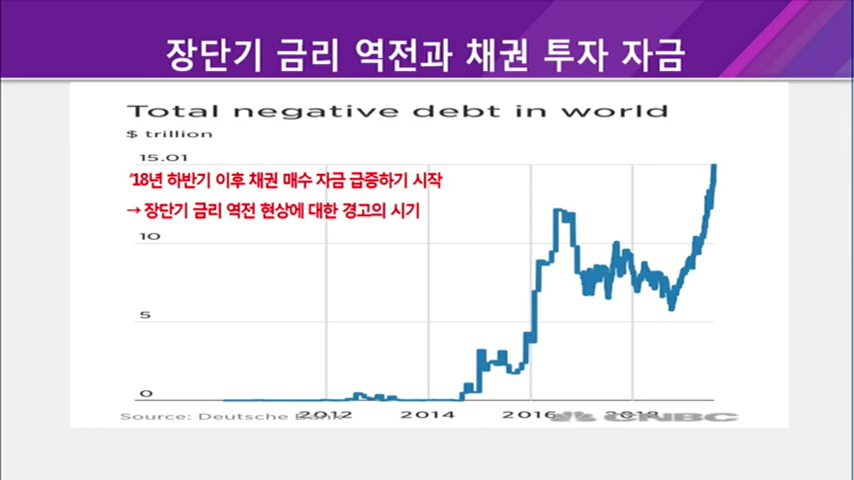 장단기 금리 역전과 채권 투자 자금
Total negative debt in world
$ trillion
15.01
'18년 하반기 이후 채권 매수 자금 급증하기 시작
→ 장단기 금리 역전 현상에 대한 경고의 시기
10
5
0
2012 2014 2016 2018
Source: Deutsche Bank
CNBC